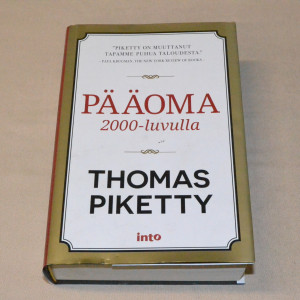 "PIKETTY ON MUUTTANUT
TAPAMME PUHUA TALOUDESTA."
PAUL KRUGMAN, THE NEW YORK REVIEW OF BOOKS
PÄÄOMA
2000-luvulla
THOMAS
PIKETTY
into